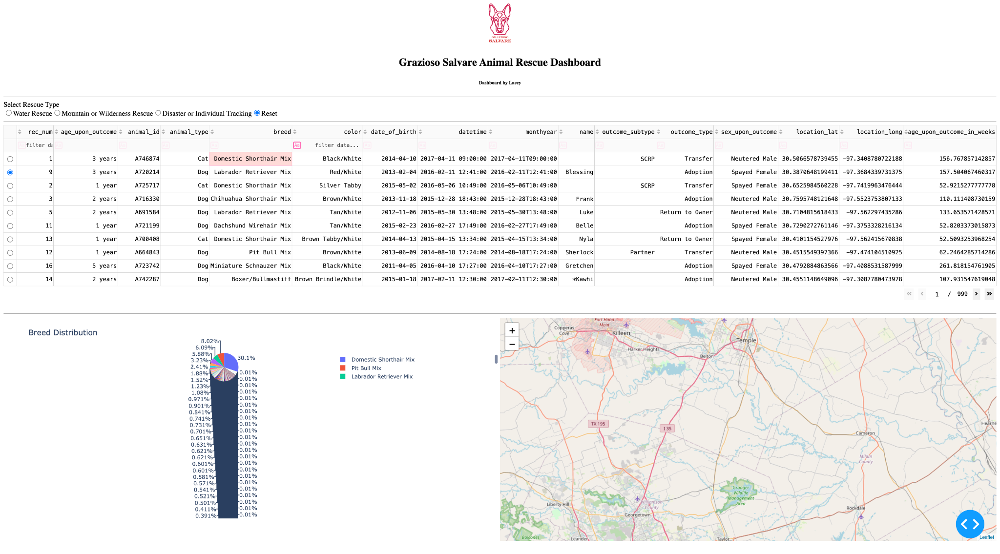 GRAZIOSO
SALVARE
Grazioso Salvare Animal Rescue Dashboard
Dashboard by Lacey
Select Rescue Type
Water Rescue Mountain or Wilderness Rescue Disaster or Individual Tracking Reset
rec_num age_upon_outcome animal_id animal_type breed color date_of_birth datetime monthyear name outcome_subtype outcome_type sex_upon_outcome location_lat location_long age_upon_outcome_in_weeks
Aa filter da Aa Aa Aa Aa Aa filter data... Aa Aa Aa Aa Aa Aa Aa Aa Aa Aa
1 3 years A746874 Cat Domestic Shorthair Mix Black/White 2014-04-10 2017-04-11 09:00:00 2017-04-11T09:00:00 SCRP Transfer Neutered Male 30.5066578739455 -97.3408780722188 156.767857142857
9 3 years A720214 Dog Labrador Retriever Mix Red/White 2013-02-04 2016-02-11 12:41:00 2016-02-11T12:41:00 Blessing Adoption Spayed Female 30.3870648199411 -97.3684339731375 157.504067460317
2 1 year A725717 Cat Domestic Shorthair Mix Silver Tabby 2015-05-02 2016-05-06 10:49:00 2016-05-06T10:49:00 SCRP Transfer Spayed Female 30.6525984560228 -97.7419963476444 52.9215277777778
3 2 years A716330 Dog Chihuahua Shorthair Mix Brown/White 2013-11-18 2015-12-28 18:43:00 2015-12-28T18:43:00 Frank Adoption Neutered Male 30.7595748121648 -97.5523753807133 110.111408730159
5 2 years A691584 Dog Labrador Retriever Mix Tan/White 2012-11-06 2015-05-30 13:48:00 2015-05-30T13:48:00 Luke Return to Owner Neutered Male 30.7104815618433 -97.562297435286 133.653571428571
11 1 year A721199 Dog Dachshund Wirehair Mix Tan/White 2015-02-23 2016-02-27 17:49:00 2016-02-27T17:49:00 Belle Adoption Spayed Female 30.7290272761146 -97.3753328216134 52.8203373015873
13 1 year A700408 Cat Domestic Shorthair Mix Brown Tabby/White 2014-04-13 2015-04-15 13:34:00 2015-04-15T13:34:00 Nyla Return to Owner Spayed Female 30.4101154527976 -97.562415670838 52.5093253968254
12 1 year A664843 Dog Pit Bull Mix Brown/White 2013-06-09 2014-08-18 17:24:00 2014-08-18T17:24:00 Sherlock Partner Transfer Neutered Male 30.4515549397366 -97.474104510925 62.2464285714286
16 5 years A723742 Dog Miniature Schnauzer Mix Black/White 2011-04-05 2016-04-10 17:27:00 2016-04-10T17:27:00 Gretchen Adoption Spayed Female 30.4792884863566 -97.4088531587999 261.818154761905
14 2 years A742287 Dog Boxer/Bullmastiff Brown Brindle/White 2015-01-18 2017-02-11 12:30:00 2017-02-11T12:30:00 *Kawhi Adoption Neutered Male 30.4551148649096 -97.3087780473978 107.931547619048
1 / 999
Breed Distribution
8.02%
6.09%
5.88% 30.1%
3.23%
2.41%
1.88% 0.01%
1.52% 0.01%
1.23% 0.01%
1.08% 0.01%
0.971% 0.01%
0.901% 0.01%
0.841% 0.01%
0.741% 0.01%
0.731% 0.01%
0.701% 0.01%
0.651% 0.01%
0.631% 0.01%
0.621% 0.01%
0.621% 0.01%
0.601% 0.01%
0.601% 0.01%
0.581% 0.01%
0.571% 0.01%
0.541% 0.01%
0.521% 0.01%
0.501% 0.01%
0.411% 0.01%
0.391% 0.01%
Domestic Shorthair Mix
Pit Bull Mix
Labrador Retriever Mix
+
−
Fort Hood
Main
Copperas
Cove
Killeen
Temple
Harker Heights
Belton
TX 195
I 35
Hearne
Cameron
Milam
County
Granger
Wildlife
Management
Area
Liberty Hill
Williamson
County
Georgetown
Rockdale
Balcones
Leander
Taylor
Leaflet